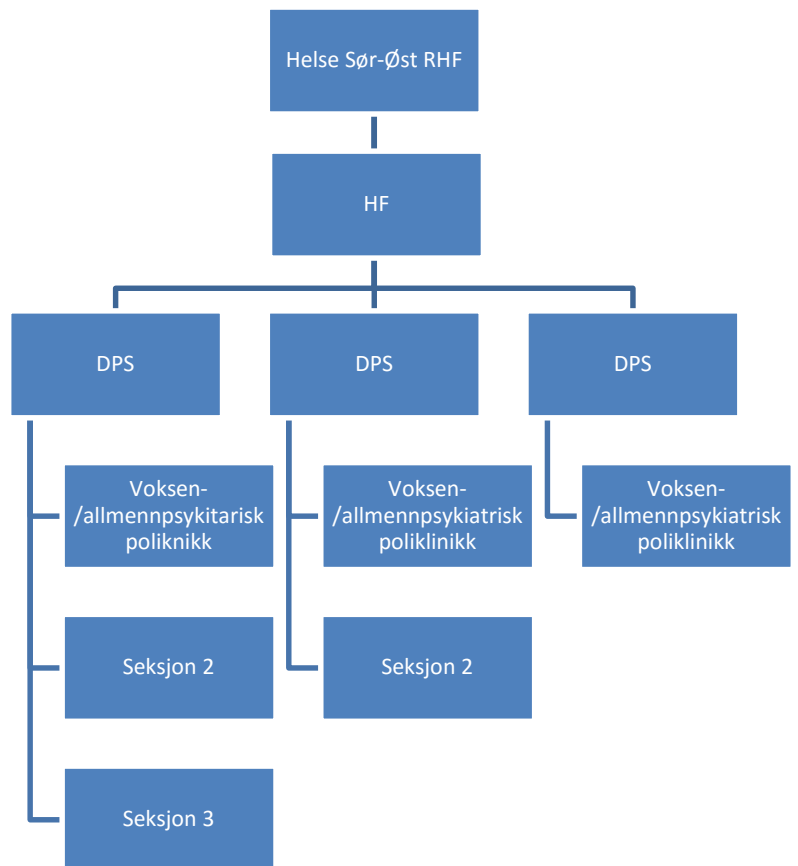 Helse Sør-Øst RHF
HF
DPS
DPS
DPS
Voksen-
/allmennpsykitarisk
poliknikk
Voksen-
/allmennpsykiatrisk
poliklinikk
Voksen-
/allmennpsykiatrisk
poliklinikk
Seksjon 2
Seksjon 2
Seksjon 3